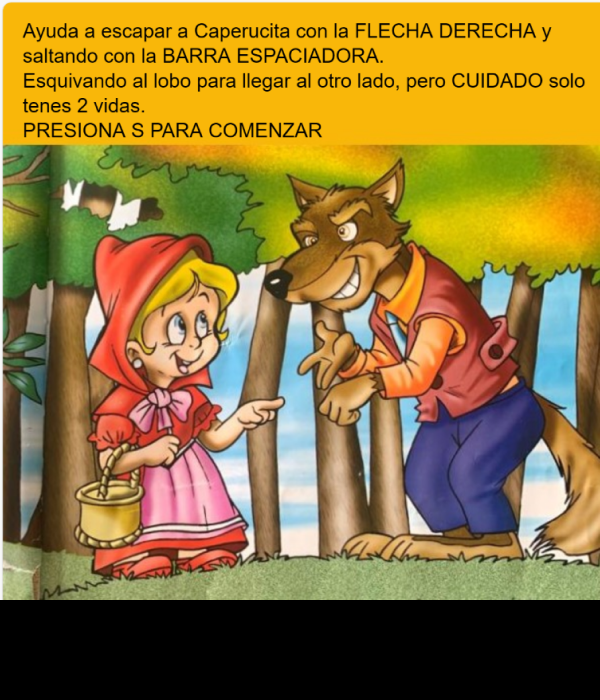 Ayuda a escapar a Caperucita con la FLECHA DERECHA y
saltando con la BARRA ESPACIADORA.
Esquivando al lobo para llegar al otro lado, pero CUIDADO solo
tenes 2 vidas.
PRESIONA S PARA COMENZAR